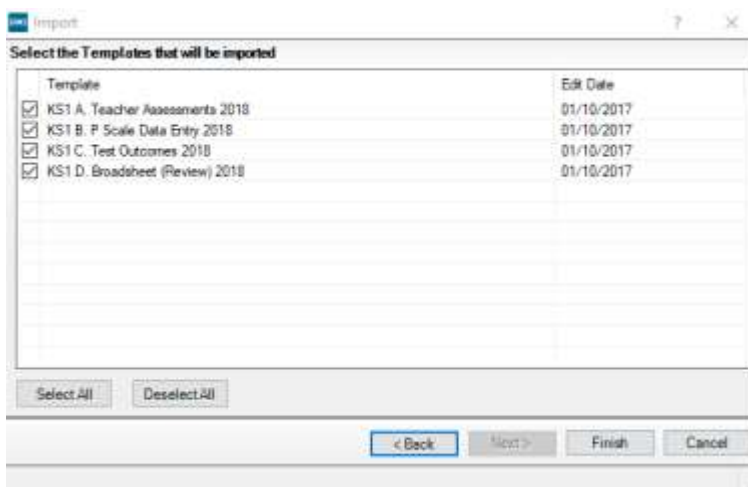 SIMS Import ? ×
Select the Templates that will be imported
Template Edit Date
KS1 A. Teacher Assessments 2018 01/10/2017
KS1 B. P Scale Data Entry 2018 01/10/2017
KS1 C. Test Outcomes 2018 01/10/2017
KS1 D. Broadsheet (Review) 2018 01/10/2017
Select All Deselect All
< Back Next > Finish Cancel